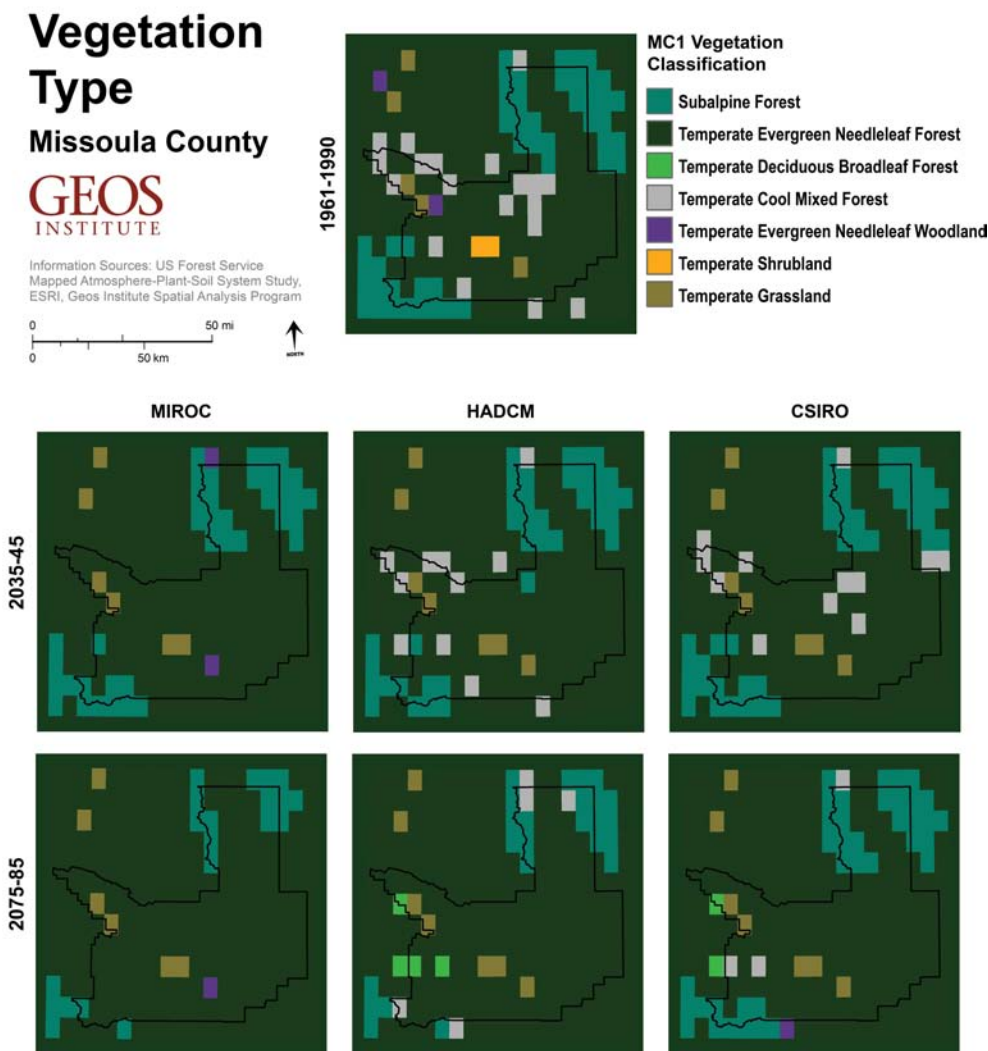 Vegetation
Type
Missoula County
GEOS
INSTITUTE
Information Sources: US Forest Service
Mapped Atmosphere-Plant-Soil System Study,
ESRI, Geos Institute Spatial Analysis Program
0 50 mi
0 50 km
NORTH
1961-1990
MC1 Vegetation
Classification
Subalpine Forest
Temperate Evergreen Needleleaf Forest
Temperate Deciduous Broadleaf Forest
Temperate Cool Mixed Forest
Temperate Evergreen Needleleaf Woodland
Temperate Shrubland
Temperate Grassland
MIROC HADCM CSIRO
2035-45
2075-85